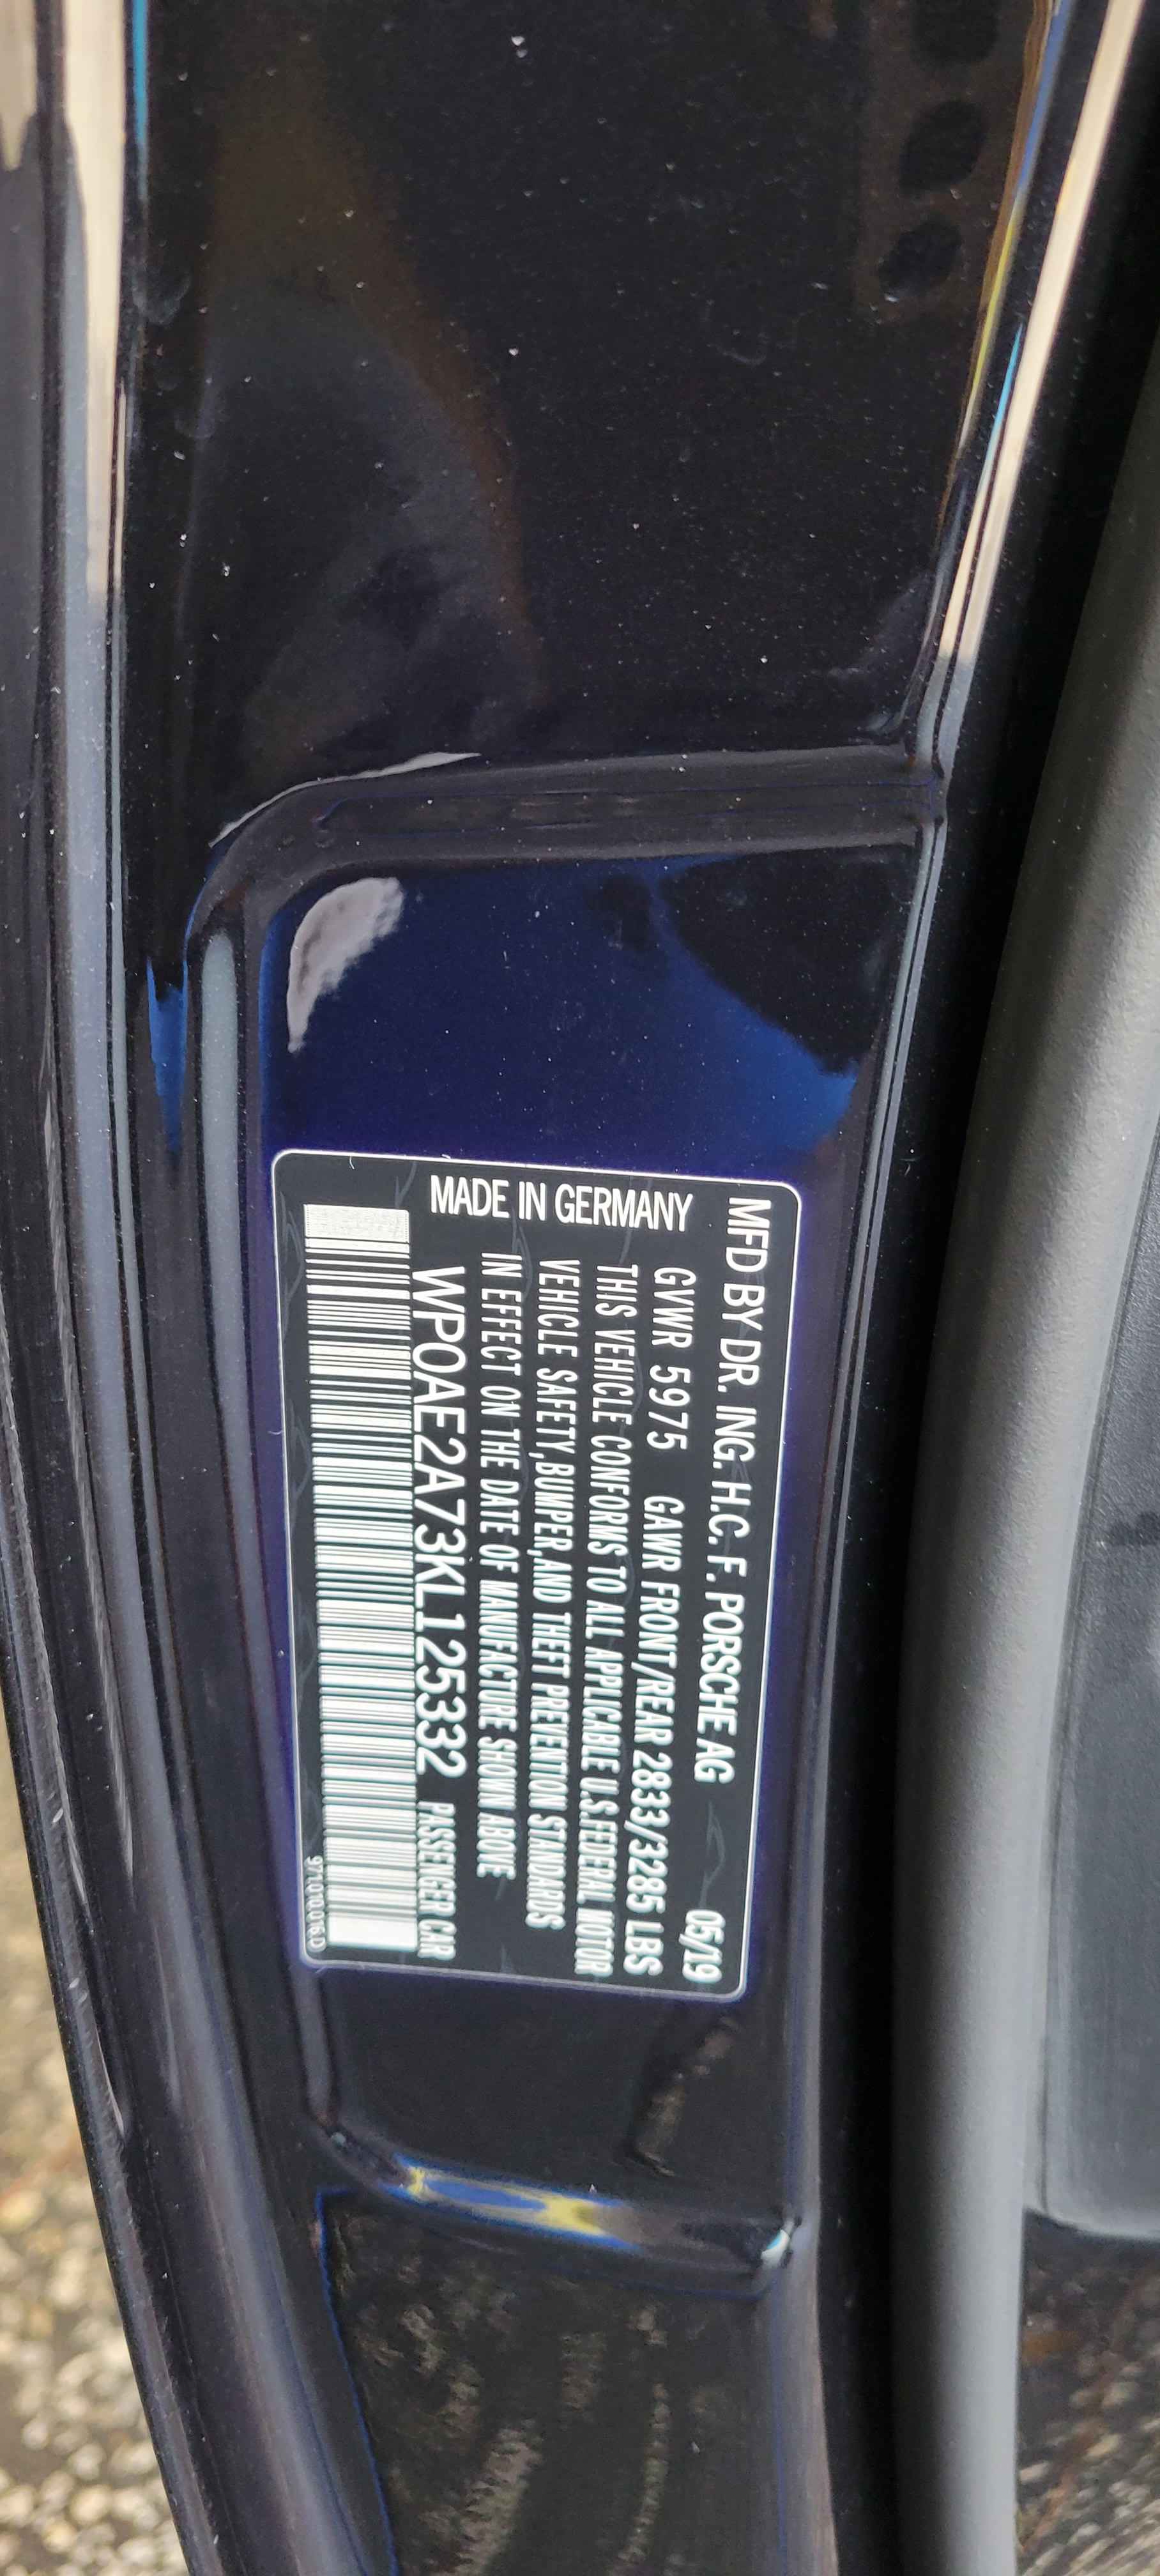 MFD BY DR. ING. H.C. F. PORSCHE AG 05/19
GVWR 5975 GAWR FRONT/REAR 2833/3285 LBS
THIS VEHICLE CONFORMS TO ALL APPLICABLE U.S.FEDERAL MOTOR
VEHICLE SAFETY,BUMPER,AND THEFT PREVENTION STANDARDS
IN EFFECT ON THE DATE OF MANUFACTURE SHOWN ABOVE
MADE IN GERMANY
WP0AE2A73KL125332 PASSENGER CAR